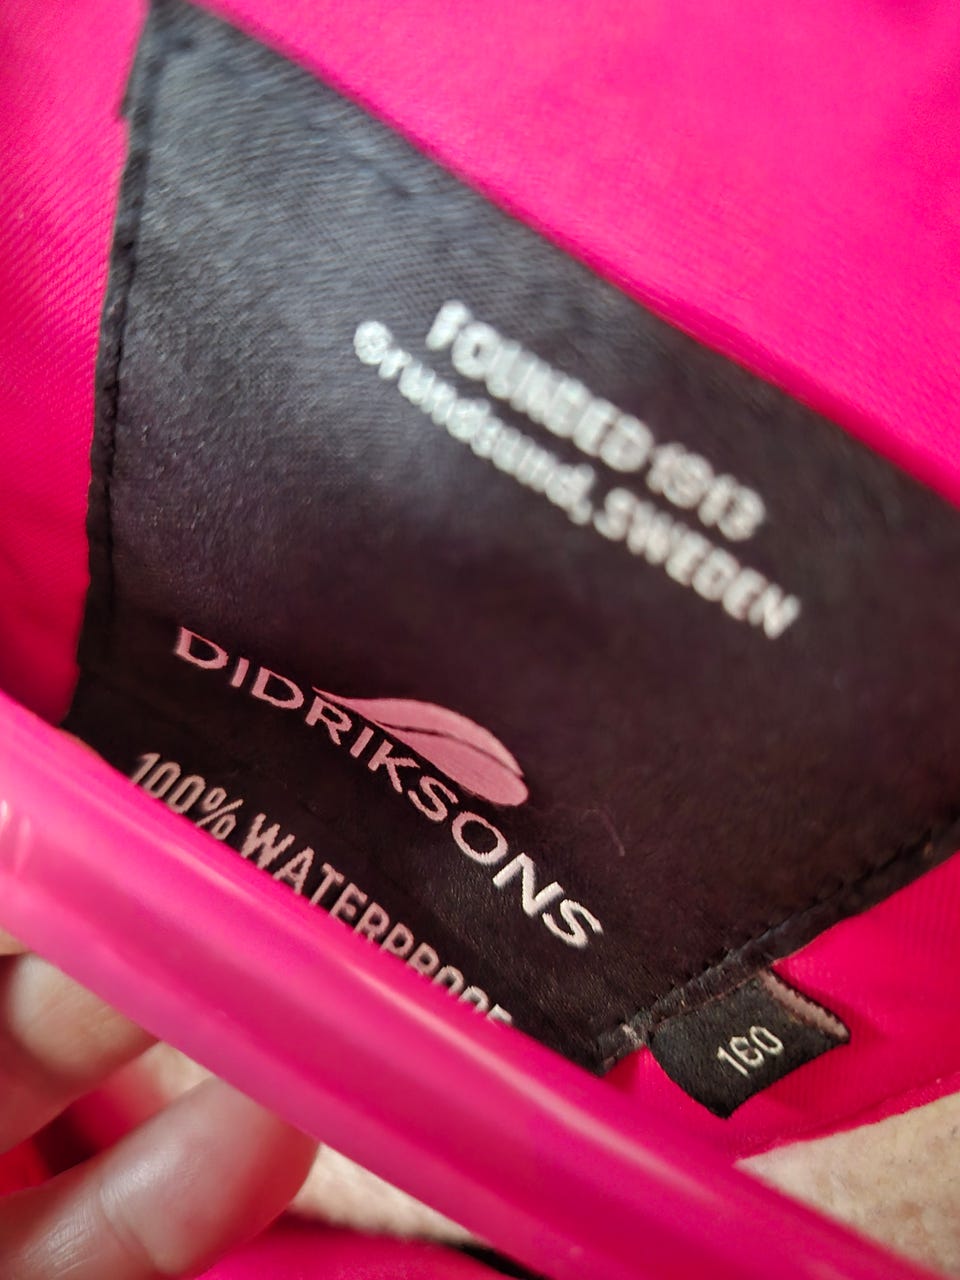 FOUNDED 1913
Grundsund, SWEDEN
DIDRIKSONS
100% WATERPROOF
160